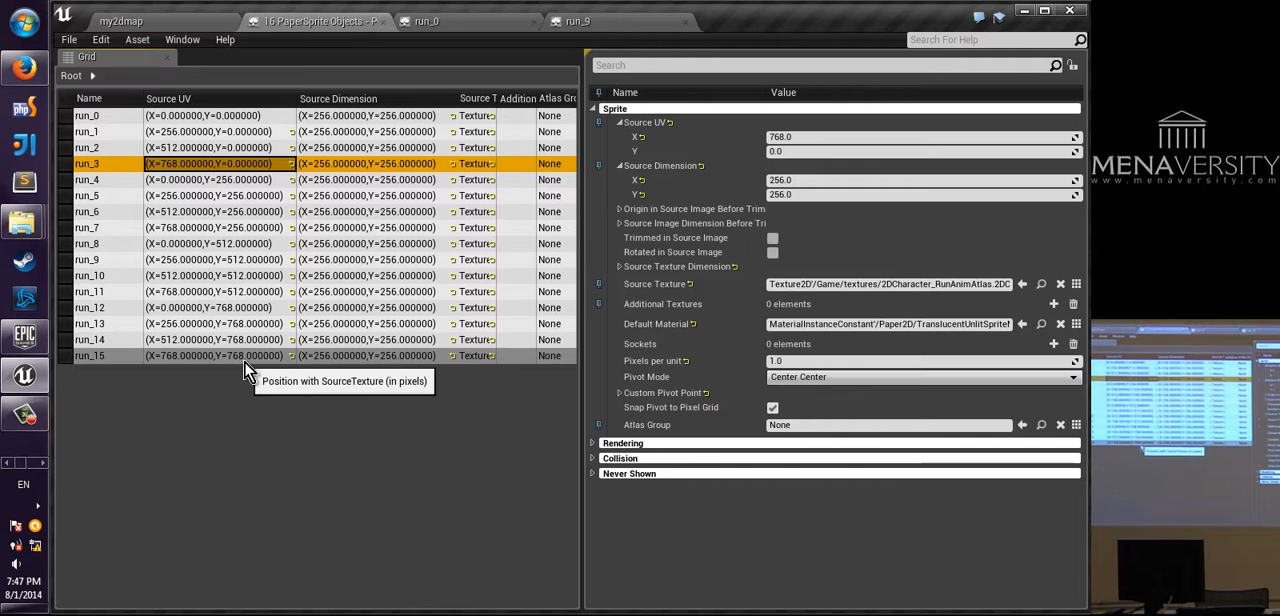 my2dmap
16 PaperSprite Objects - P
run_0
run_9
File Edit Asset Window Help
Search For Help
Grid
Root
Name Source UV Source Dimension Source T Addition Atlas Gro
run_0 (X=0.000000,Y=0.000000) (X=256.000000,Y=256.000000) Texture None
run_1 (X=256.000000,Y=0.000000) (X=256.000000,Y=256.000000) Texture None
run_2 (X=512.000000,Y=0.000000) (X=256.000000,Y=256.000000) Texture None
run_3 (X=768.000000,Y=0.000000) (X=256.000000,Y=256.000000) Texture None
run_4 (X=0.000000,Y=256.000000) (X=256.000000,Y=256.000000) Texture None
run_5 (X=256.000000,Y=256.000000) (X=256.000000,Y=256.000000) Texture None
run_6 (X=512.000000,Y=256.000000) (X=256.000000,Y=256.000000) Texture None
run_7 (X=768.000000,Y=256.000000) (X=256.000000,Y=256.000000) Texture None
run_8 (X=0.000000,Y=512.000000) (X=256.000000,Y=256.000000) Texture None
run_9 (X=256.000000,Y=512.000000) (X=256.000000,Y=256.000000) Texture None
run_10 (X=512.000000,Y=512.000000) (X=256.000000,Y=256.000000) Texture None
run_11 (X=768.000000,Y=512.000000) (X=256.000000,Y=256.000000) Texture None
run_12 (X=0.000000,Y=768.000000) (X=256.000000,Y=256.000000) Texture None
run_13 (X=256.000000,Y=768.000000) (X=256.000000,Y=256.000000) Texture None
run_14 (X=512.000000,Y=768.000000) (X=256.000000,Y=256.000000) Texture None
run_15 (X=768.000000,Y=768.000000) (X=256.000000,Y=256.000000) Texture None
Position with SourceTexture (in pixels)
Search
Name Value
Sprite
Source UV
X 768.0
Y 0.0
Source Dimension
X 256.0
Y 256.0
Origin in Source Image Before Trim
Source Image Dimension Before Tri
Trimmed in Source Image
Rotated in Source Image
Source Texture Dimension
Source Texture Texture2D'/Game/textures/2DCharacter_RunAnimAtlas.2DC
Additional Textures 0 elements
Default Material MaterialInstanceConstant'/Paper2D/TranslucentUnlitSpriteM
Sockets 0 elements
Pixels per unit 1.0
Pivot Mode Center Center
Custom Pivot Point
Snap Pivot to Pixel Grid
Atlas Group None
Rendering
Collision
Never Shown
MENAVERSITY
www.menaversity.com
php
EPIC
GAMES
EN
7:47 PM
8/1/2014